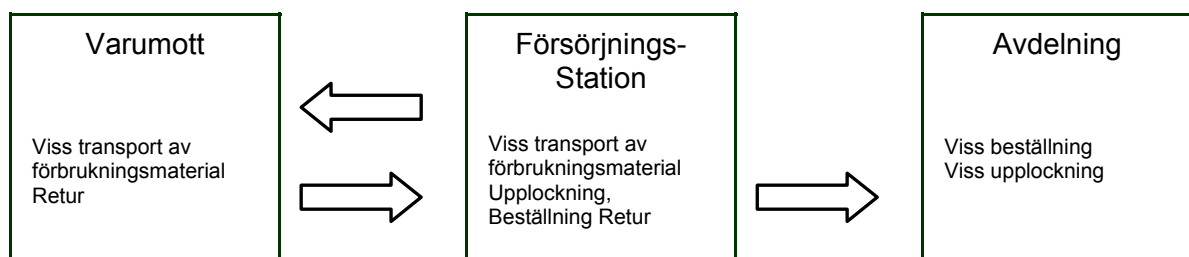 Varumott
Viss transport av
förbrukningsmaterial
Retur
Försörjnings-
Station
Viss transport av
förbrukningsmaterial
Upplockning,
Beställning Retur
Avdelning
Viss beställning
Viss upplockning